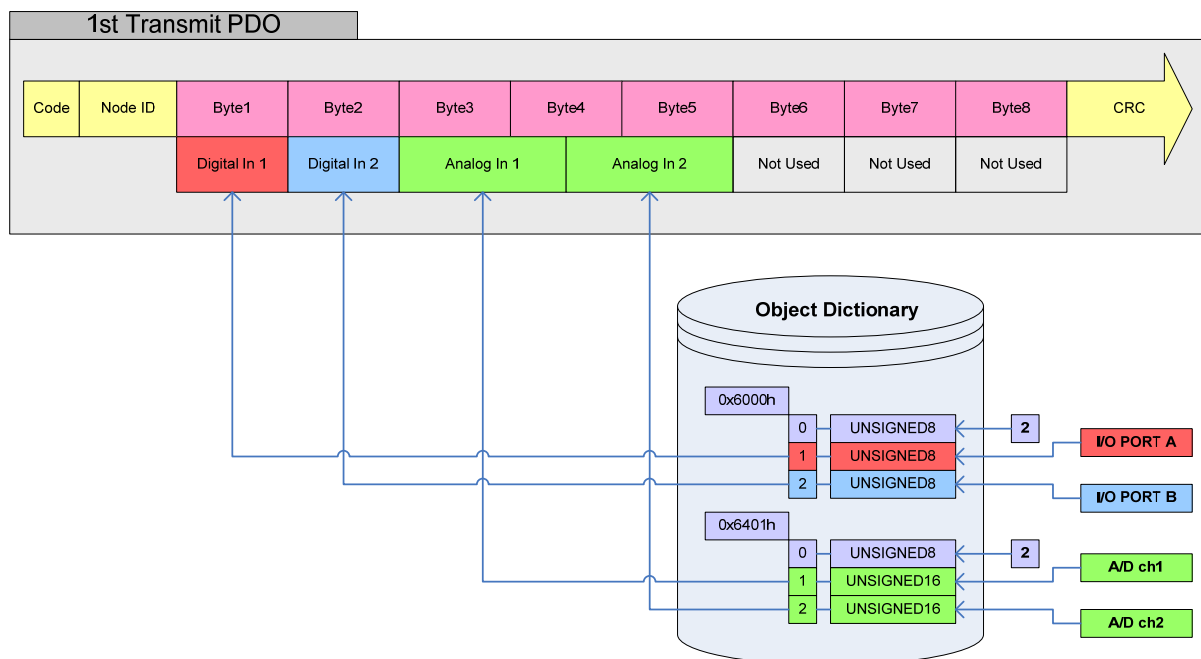 1st Transmit PDO
Code Node ID Byte1 Byte2 Byte3 Byte4 Byte5 Byte6 Byte7 Byte8 CRC
Digital In 1 Digital In 2 Analog In 1 Analog In 2 Not Used Not Used Not Used
Object Dictionary
0x6000h
0 UNSIGNED8 2
1 UNSIGNED8 I/O PORT A
2 UNSIGNED8 I/O PORT B
0x6401h
0 UNSIGNED8 2
1 UNSIGNED16 A/D ch1
2 UNSIGNED16 A/D ch2